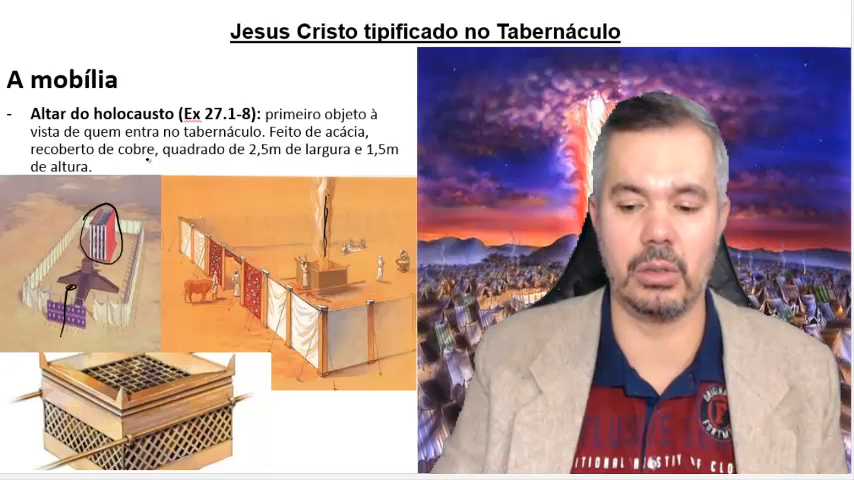 Jesus Cristo tipificado no Tabernáculo
A mobília
- Altar do holocausto (Ex 27.1-8): primeiro objeto à
vista de quem entra no tabernáculo. Feito de acácia,
recoberto de cobre, quadrado de 2,5m de largura e 1,5m
de altura.